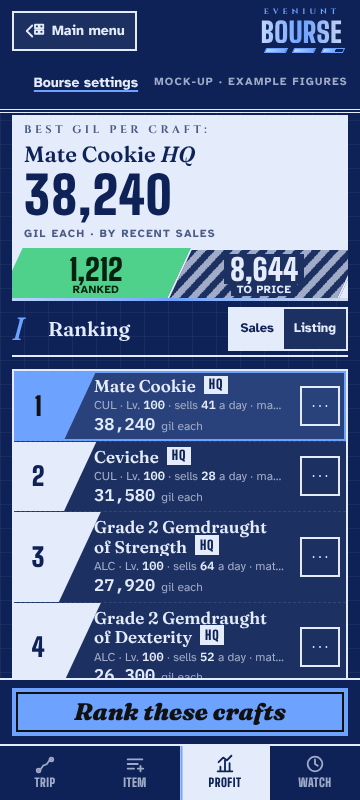 Main menu
EVENIUNT
BOURSE
Bourse settings
MOCK-UP · EXAMPLE FIGURES
BEST GIL PER CRAFT:
Mate Cookie HQ
38,240
GIL EACH · BY RECENT SALES
1,212
RANKED
8,644
TO PRICE
I
Ranking
Sales
Listing
1
Mate Cookie HQ
CUL · Lv. 100 · sells 41 a day · ma...
38,240 gil each
...
2
Ceviche HQ
CUL · Lv. 100 · sells 28 a day · ma...
31,580 gil each
...
3
Grade 2 Gemdraught
of Strength HQ
ALC · Lv. 100 · sells 64 a day · mat...
27,920 gil each
...
4
Grade 2 Gemdraught
of Dexterity HQ
ALC · Lv. 100 · sells 52 a day · mat...
26,300 gil each
...
Rank these crafts
TRIP
ITEM
PROFIT
WATCH